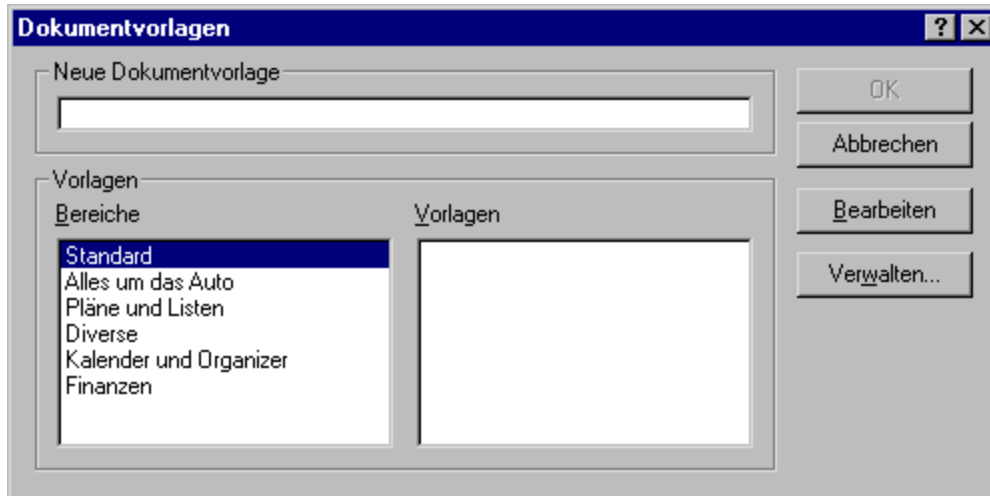 Dokumentvorlagen
Neue Dokumentvorlage
OK
Abbrechen
Vorlagen
Bereiche
Vorlagen
Bearbeiten
Verwalten...
Standard
Alles um das Auto
Pläne und Listen
Diverse
Kalender und Organizer
Finanzen